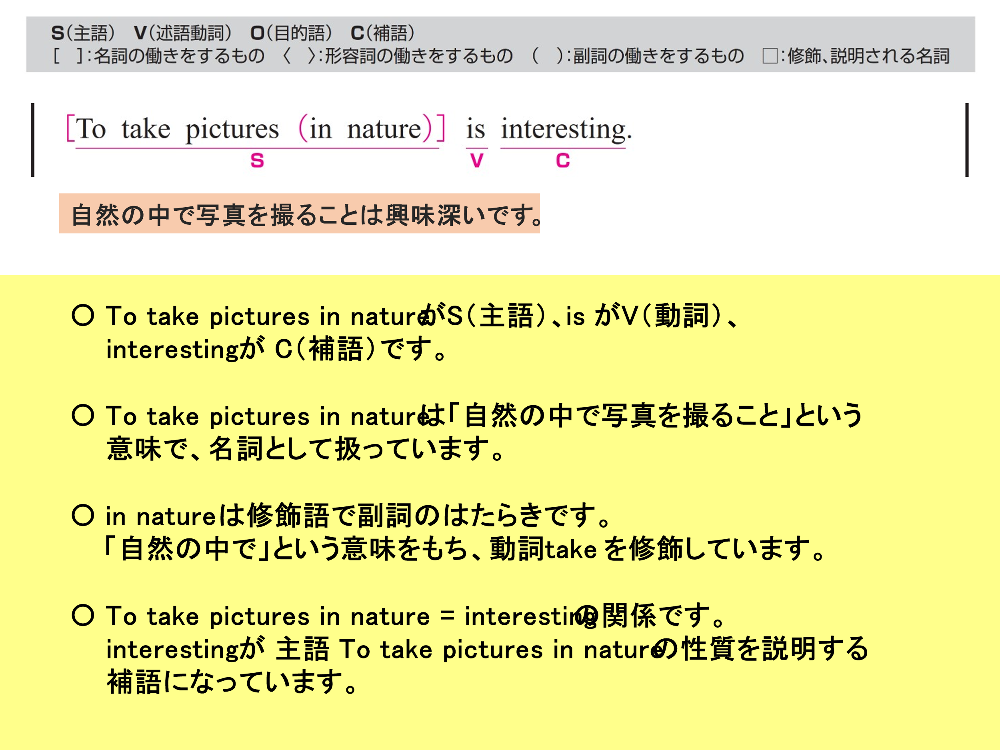 S（主語）　V（述語動詞）　O（目的語）　C（補語）
［　］：名詞の働きをするもの　〈　〉：形容詞の働きをするもの　（　）：副詞の働きをするもの　□：修飾、説明される名詞
[To take pictures (in nature)] is interesting.
S V C
自然の中で写真を撮ることは興味深いです。
○ To take pictures in natureがS（主語）、is がV（動詞）、
interestingが C（補語）です。
○ To take pictures in natureは「自然の中で写真を撮ること」という
意味で、名詞として扱っています。
○ in natureは修飾語で副詞のはたらきです。
「自然の中で」という意味をもち、動詞take を修飾しています。
○ To take pictures in nature = interestingの関係です。
interestingが 主語 To take pictures in natureの性質を説明する
補語になっています。